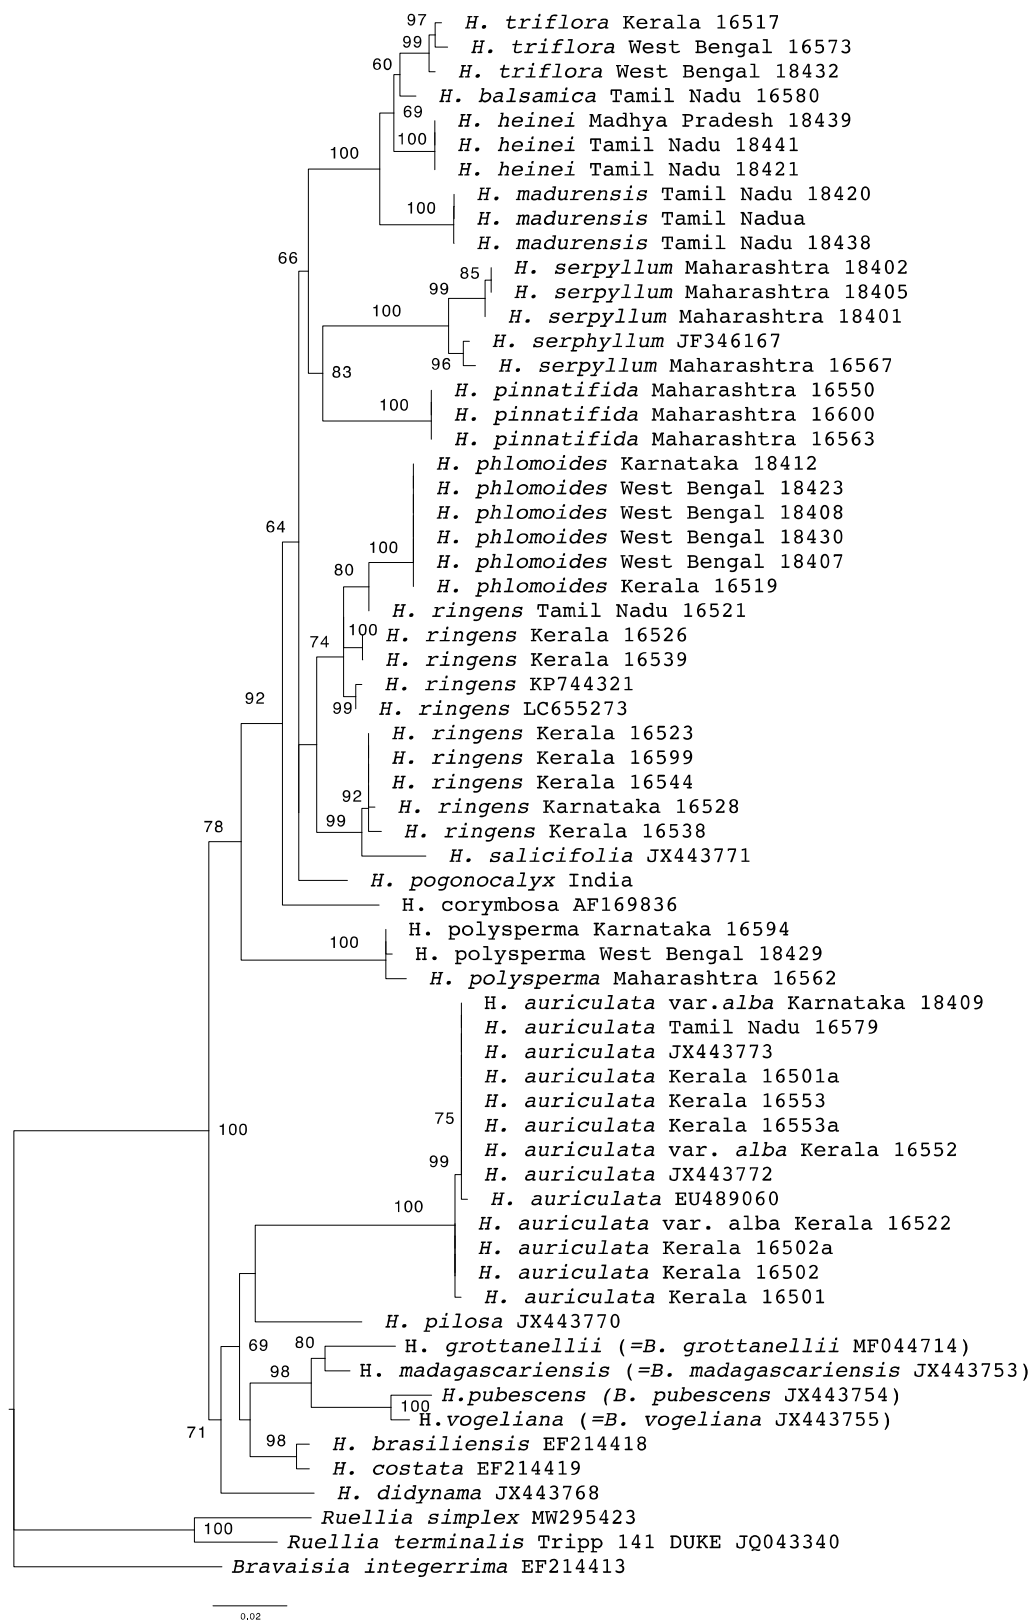 97
H. triflora Kerala 16517
99
H. triflora West Bengal 16573
60
H. triflora West Bengal 18432
H. balsamica Tamil Nadu 16580
69
H. heinei Madhya Pradesh 18439
100
H. heinei Tamil Nadu 18441
100
H. heinei Tamil Nadu 18421
H. madurensis Tamil Nadu 18420
100
H. madurensis Tamil Nadua
H. madurensis Tamil Nadu 18438
66
85
H. serpyllum Maharashtra 18402
99
H. serpyllum Maharashtra 18405
100
H. serpyllum Maharashtra 18401
H. serphyllum JF346167
96
H. serpyllum Maharashtra 16567
83
H. pinnatifida Maharashtra 16550
100
H. pinnatifida Maharashtra 16600
H. pinnatifida Maharashtra 16563
H. phlomoides Karnataka 18412
H. phlomoides West Bengal 18423
H. phlomoides West Bengal 18408
64
H. phlomoides West Bengal 18430
100
H. phlomoides West Bengal 18407
80
H. phlomoides Kerala 16519
H. ringens Tamil Nadu 16521
100
H. ringens Kerala 16526
74
H. ringens Kerala 16539
H. ringens KP744321
92
99
H. ringens LC655273
H. ringens Kerala 16523
H. ringens Kerala 16599
H. ringens Kerala 16544
92
H. ringens Karnataka 16528
78
99
H. ringens Kerala 16538
H. salicifolia JX443771
H. pogonocalyx India
H. corymbosa AF169836
H. polysperma Karnataka 16594
100
H. polysperma West Bengal 18429
H. polysperma Maharashtra 16562
H. auriculata var.alba Karnataka 18409
H. auriculata Tamil Nadu 16579
H. auriculata JX443773
H. auriculata Kerala 16501a
H. auriculata Kerala 16553
75
H. auriculata Kerala 16553a
100
H. auriculata var. alba Kerala 16552
99
H. auriculata JX443772
H. auriculata EU489060
100
H. auriculata var. alba Kerala 16522
H. auriculata Kerala 16502a
H. auriculata Kerala 16502
H. auriculata Kerala 16501
H. pilosa JX443770
69
80
H. grottanellii (=B. grottanellii MF044714)
98
H. madagascariensis (=B. madagascariensis JX443753)
H.pubescens (B. pubescens JX443754)
100
H.vogeliana (=B. vogeliana JX443755)
71
98
H. brasiliensis EF214418
H. costata EF214419
H. didynama JX443768
Ruellia simplex MW295423
100
Ruellia terminalis Tripp 141 DUKE JQ043340
Bravaisia integerrima EF214413
0.02